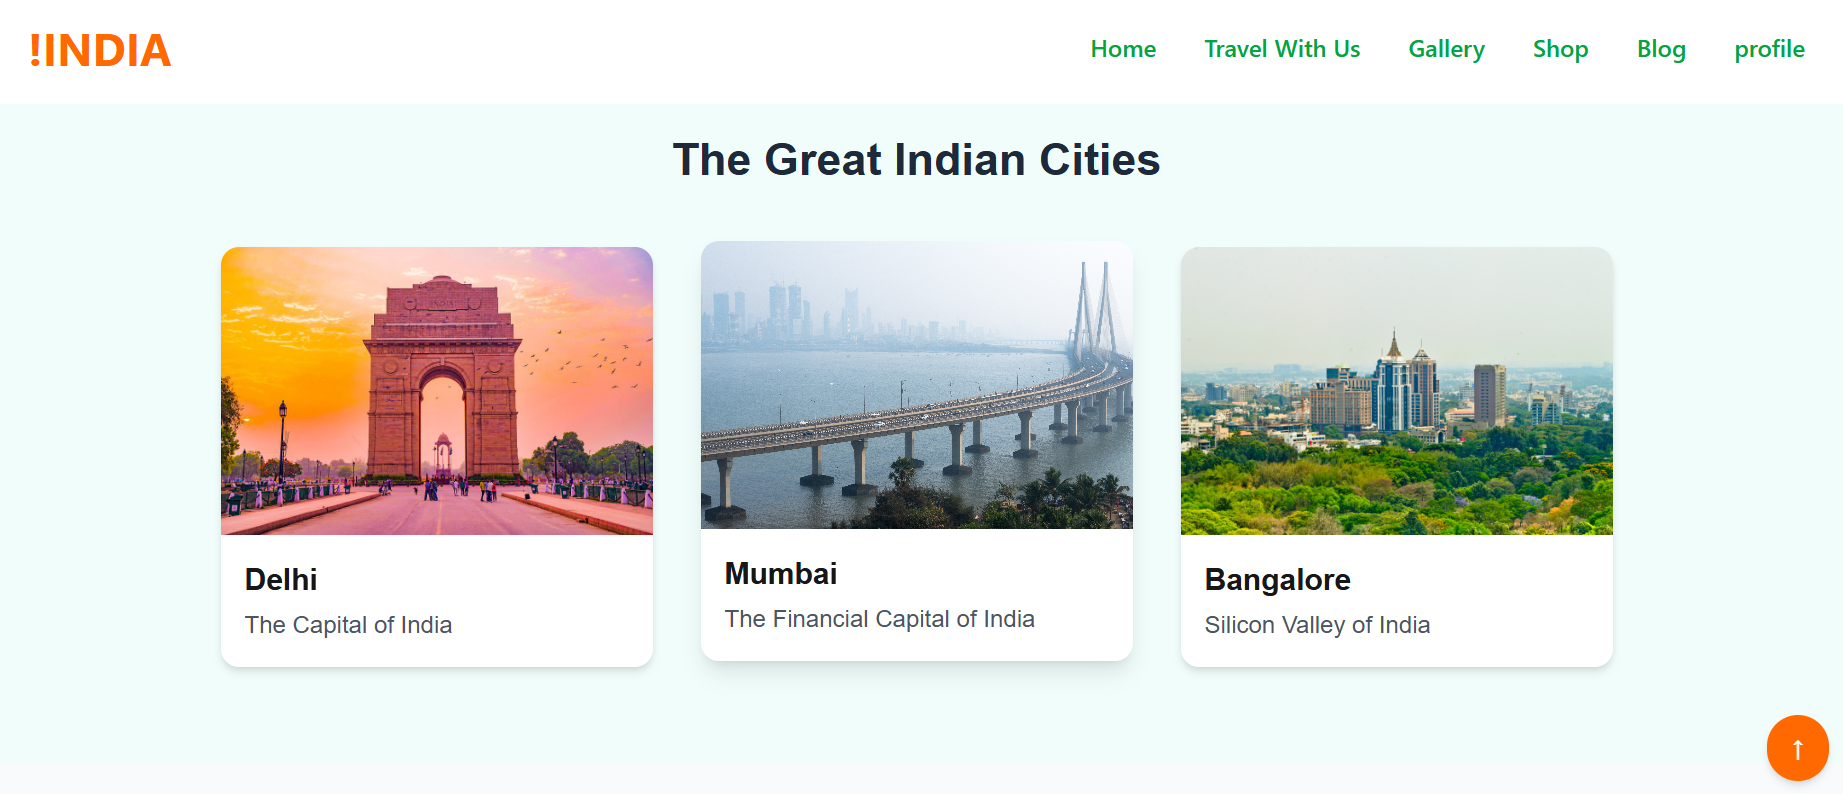 !INDIA
Home Travel With Us Gallery Shop Blog profile
The Great Indian Cities
Delhi
The Capital of India
Mumbai
The Financial Capital of India
Bangalore
Silicon Valley of India
↑